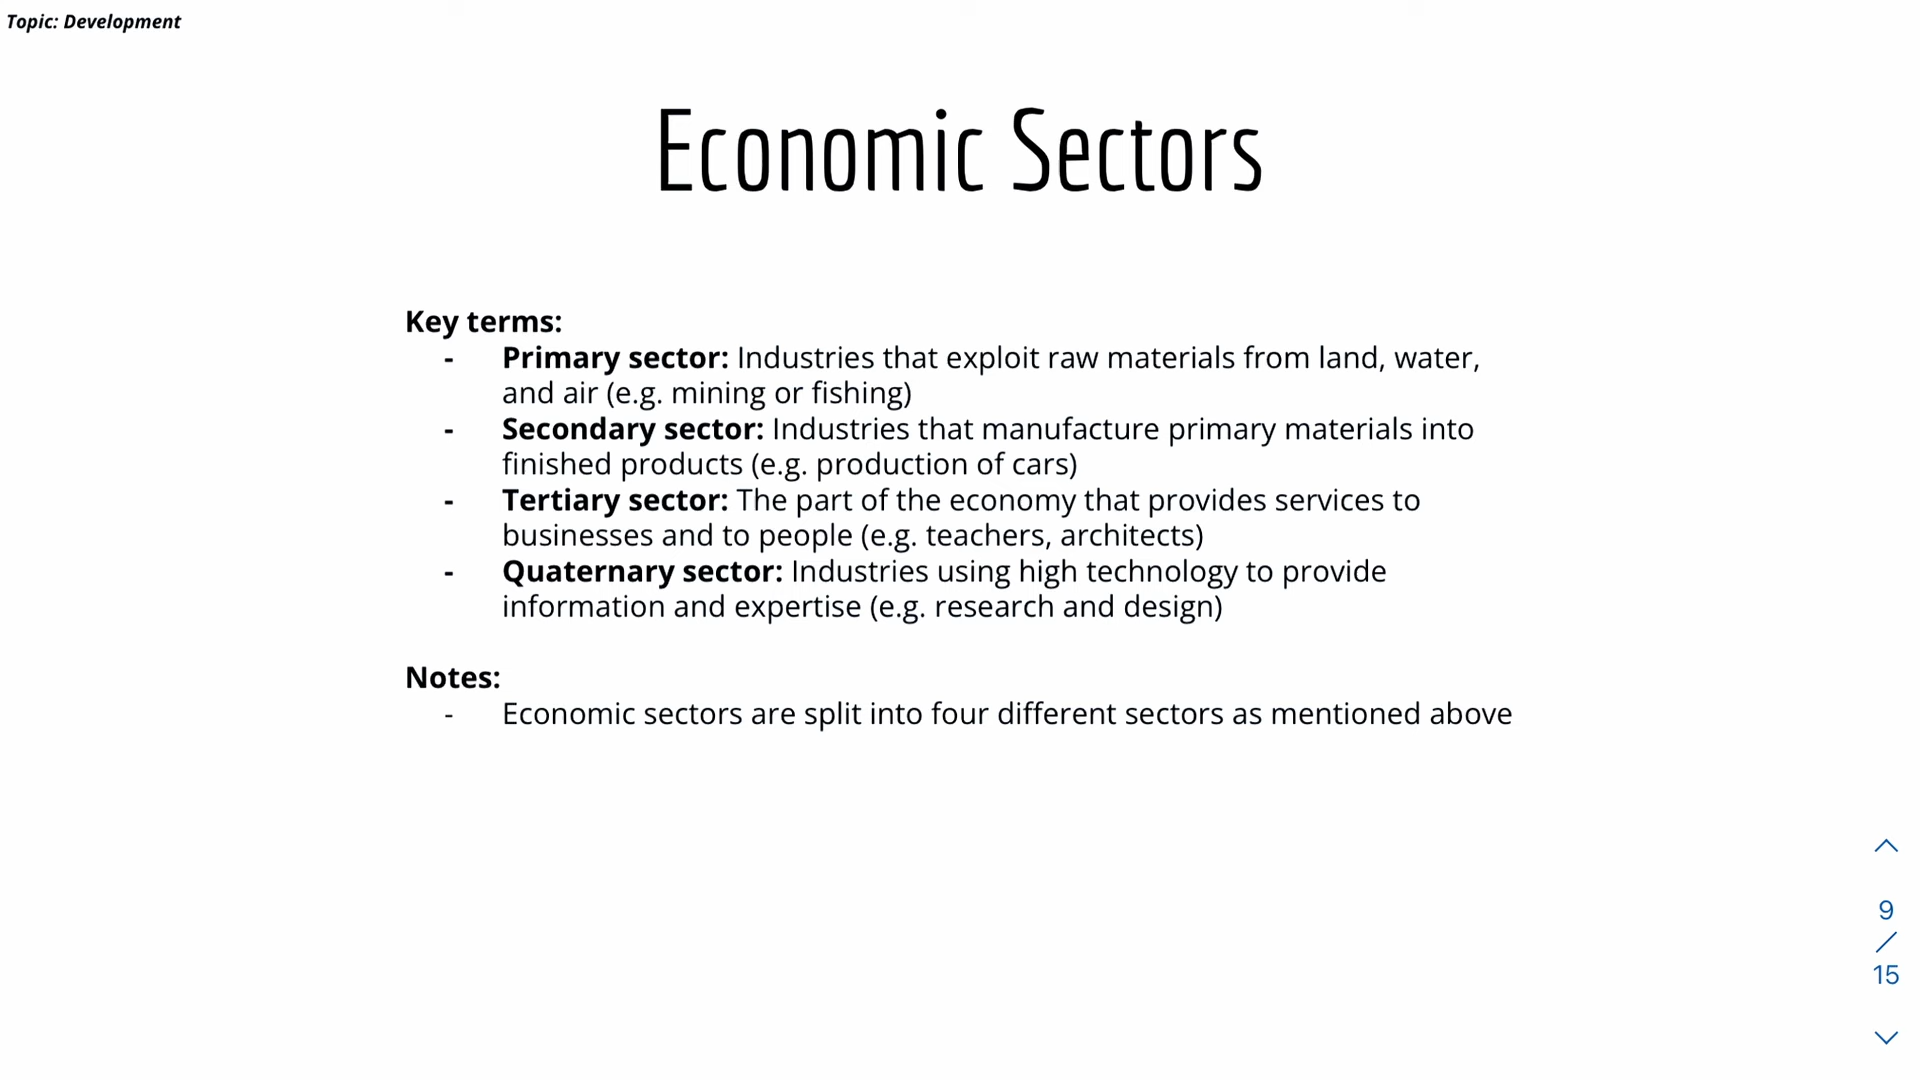 Topic: Development
Economic Sectors
Key terms:
- Primary sector: Industries that exploit raw materials from land, water,
and air (e.g. mining or fishing)
- Secondary sector: Industries that manufacture primary materials into
finished products (e.g. production of cars)
- Tertiary sector: The part of the economy that provides services to
businesses and to people (e.g. teachers, architects)
- Quaternary sector: Industries using high technology to provide
information and expertise (e.g. research and design)
Notes:
- Economic sectors are split into four different sectors as mentioned above
9
/
15